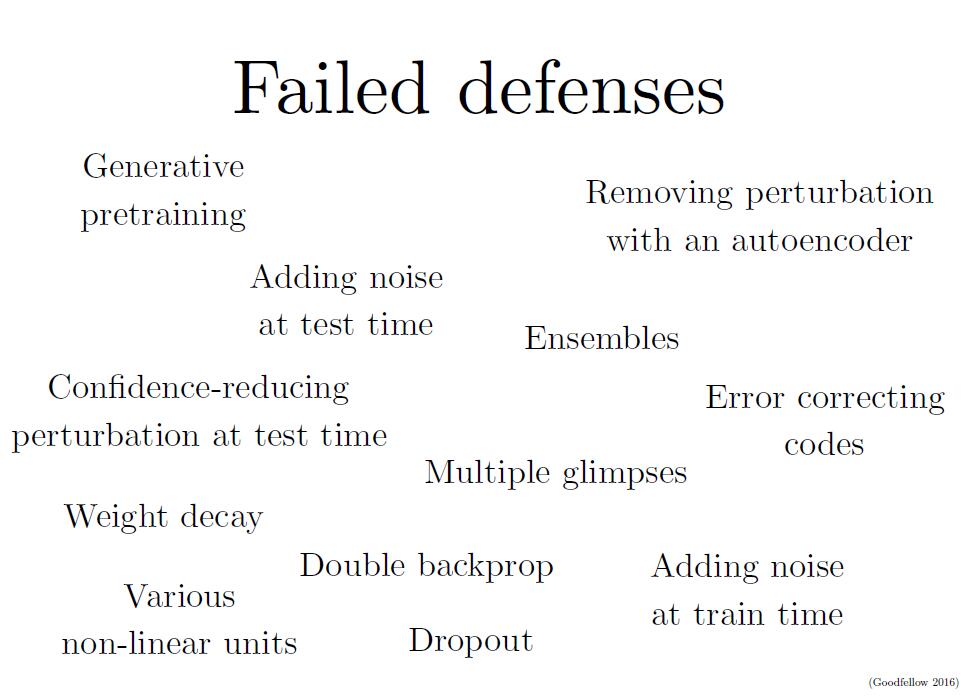 Failed defenses
Generative
pretraining
Removing perturbation
with an autoencoder
Adding noise
at test time
Ensembles
Confidence-reducing
perturbation at test time
Error correcting
codes
Multiple glimpses
Weight decay
Double backprop
Adding noise
at train time
Various
non-linear units
Dropout
(Goodfellow 2016)